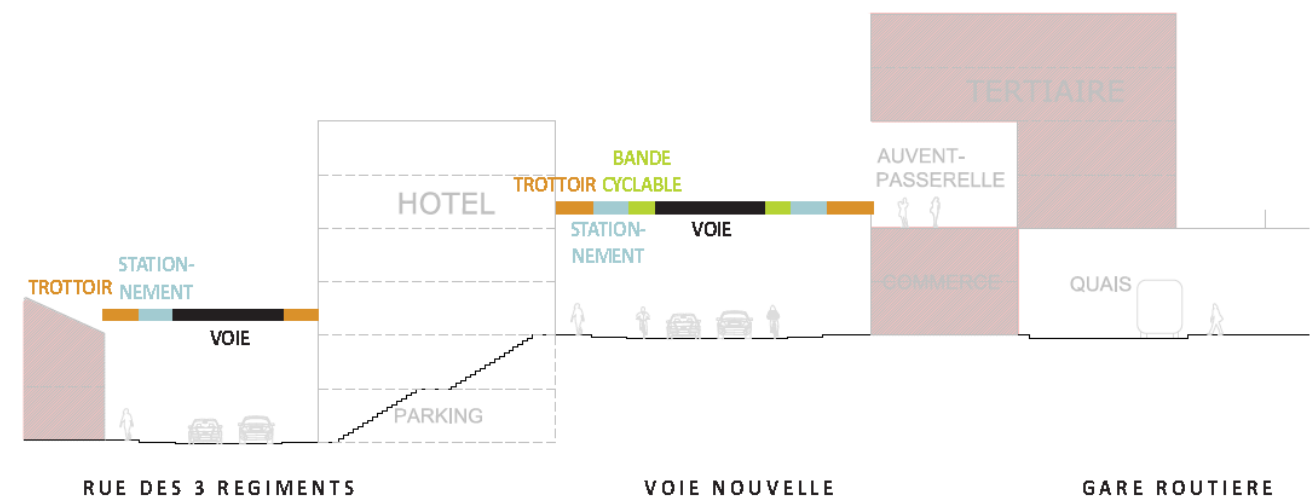 TERTIAIRE
AUVENT-
PASSERELLE
BANDE
TROTTOIR CYCLABLE
HOTEL
STATION-
NEMENT
VOIE
STATION-
TROTTOIR NEMENT
VOIE
COMMERCE
QUAIS
PARKING
RUE DES 3 REGIMENTS
VOIE NOUVELLE
GARE ROUTIERE